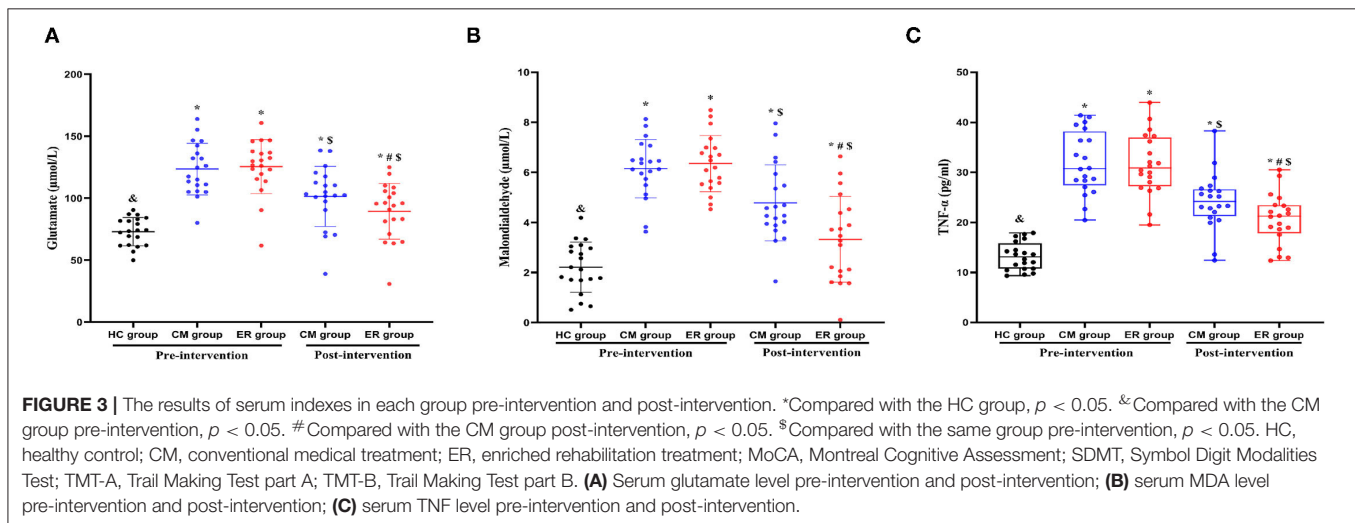 A
Glutamate (μmol/L)
200
150
100
50
0
&
*
*
* $
* # $
HC group CM group ER group CM group ER group
Pre-intervention Post-intervention
B
Malondialdehyde (μmol/L)
10
8
6
4
2
0
&
*
*
* $
* # $
HC group CM group ER group CM group ER group
Pre-intervention Post-intervention
C
TNF-α (pg/ml)
50
40
30
20
10
0
&
*
*
* $
* # $
HC group CM group ER group CM group ER group
Pre-intervention Post-intervention
FIGURE 3 | The results of serum indexes in each group pre-intervention and post-intervention. *Compared with the HC group, p < 0.05. &Compared with the CM
group pre-intervention, p < 0.05. #Compared with the CM group post-intervention, p < 0.05. $Compared with the same group pre-intervention, p < 0.05. HC,
healthy control; CM, conventional medical treatment; ER, enriched rehabilitation treatment; MoCA, Montreal Cognitive Assessment; SDMT, Symbol Digit Modalities
Test; TMT-A, Trail Making Test part A; TMT-B, Trail Making Test part B. (A) Serum glutamate level pre-intervention and post-intervention; (B) serum MDA level
pre-intervention and post-intervention; (C) serum TNF level pre-intervention and post-intervention.